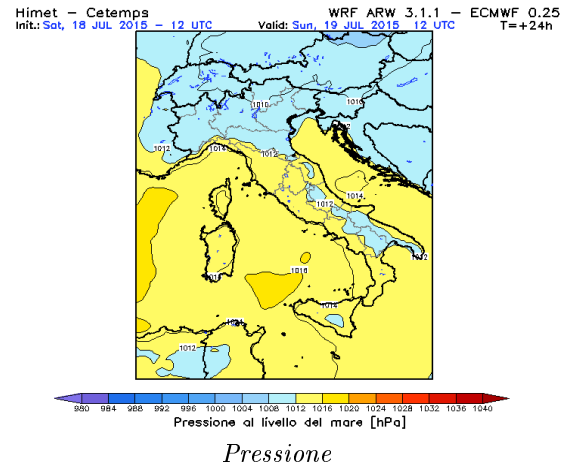 Himet – Cetemps WRF ARW 3.1.1 – ECMWF 0.25
Init.: Sat, 18 JUL 2015 – 12 UTC Valid: Sun, 19 JUL 2015 12 UTC T=+24h
1010 1016
1012 1014 1012
1014
1012
1012
1016
1014
1012
980 984 988 992 996 1000 1004 1008 1012 1016 1020 1024 1028 1032 1036 1040
Pressione al livello del mare [hPa]
Pressione